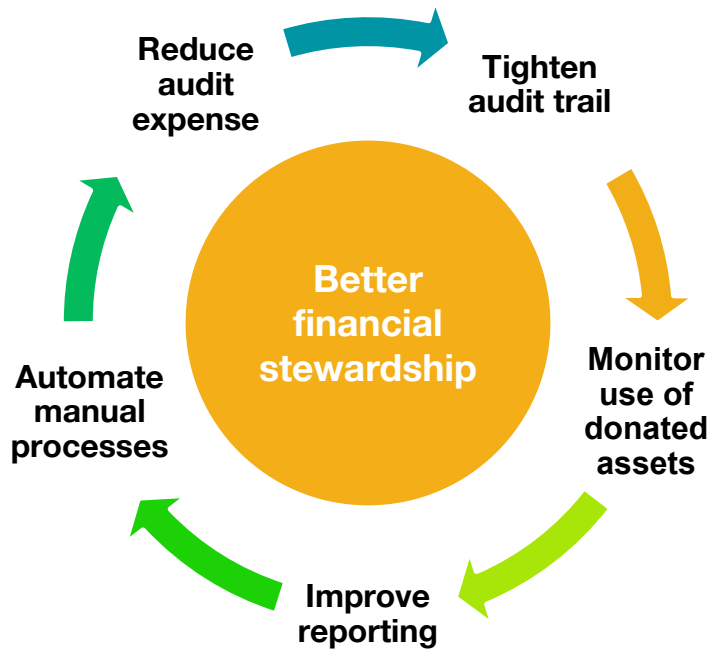 Reduce
audit
expense
Tighten
audit trail
Better
financial
stewardship
Monitor
use of
donated
assets
Automate
manual
processes
Improve
reporting